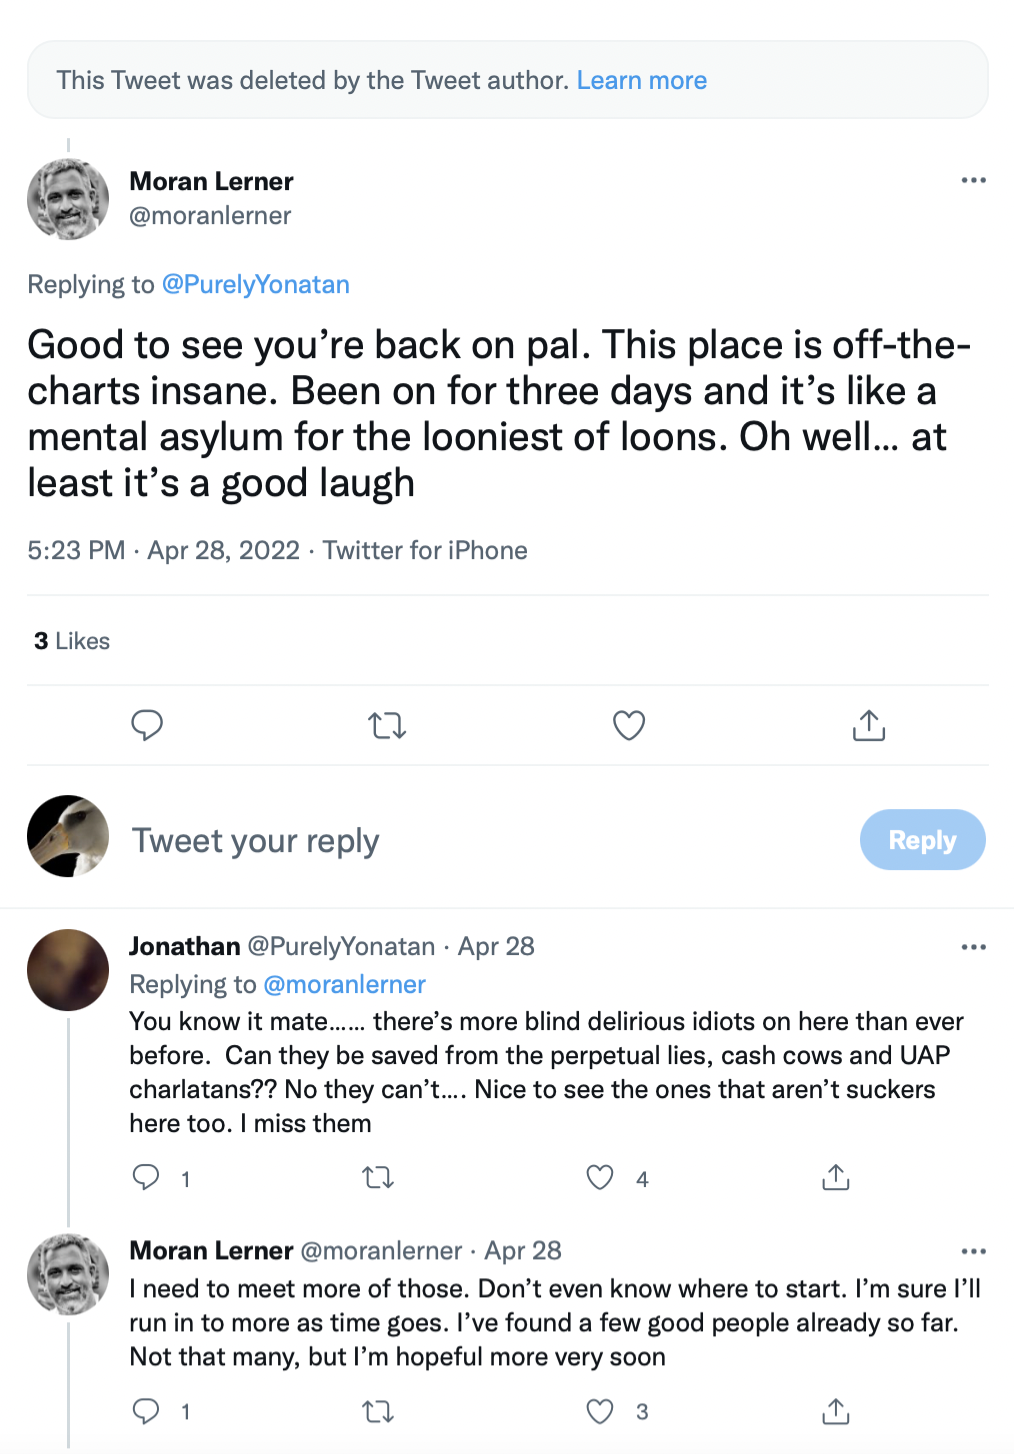 This Tweet was deleted by the Tweet author. Learn more
Moran Lerner
@moranlerner
Replying to @PurelyYonatan
Good to see you’re back on pal. This place is off-the-
charts insane. Been on for three days and it’s like a
mental asylum for the looniest of loons. Oh well... at
least it’s a good laugh
5:23 PM · Apr 28, 2022 · Twitter for iPhone
3 Likes
Tweet your reply
Reply
Jonathan @PurelyYonatan · Apr 28
Replying to @moranlerner
You know it mate...... there’s more blind delirious idiots on here than ever
before.  Can they be saved from the perpetual lies, cash cows and UAP
charlatans?? No they can’t.... Nice to see the ones that aren’t suckers
here too. I miss them
1 4
Moran Lerner @moranlerner · Apr 28
I need to meet more of those. Don’t even know where to start. I’m sure I’ll
run in to more as time goes. I’ve found a few good people already so far.
Not that many, but I’m hopeful more very soon
1 3